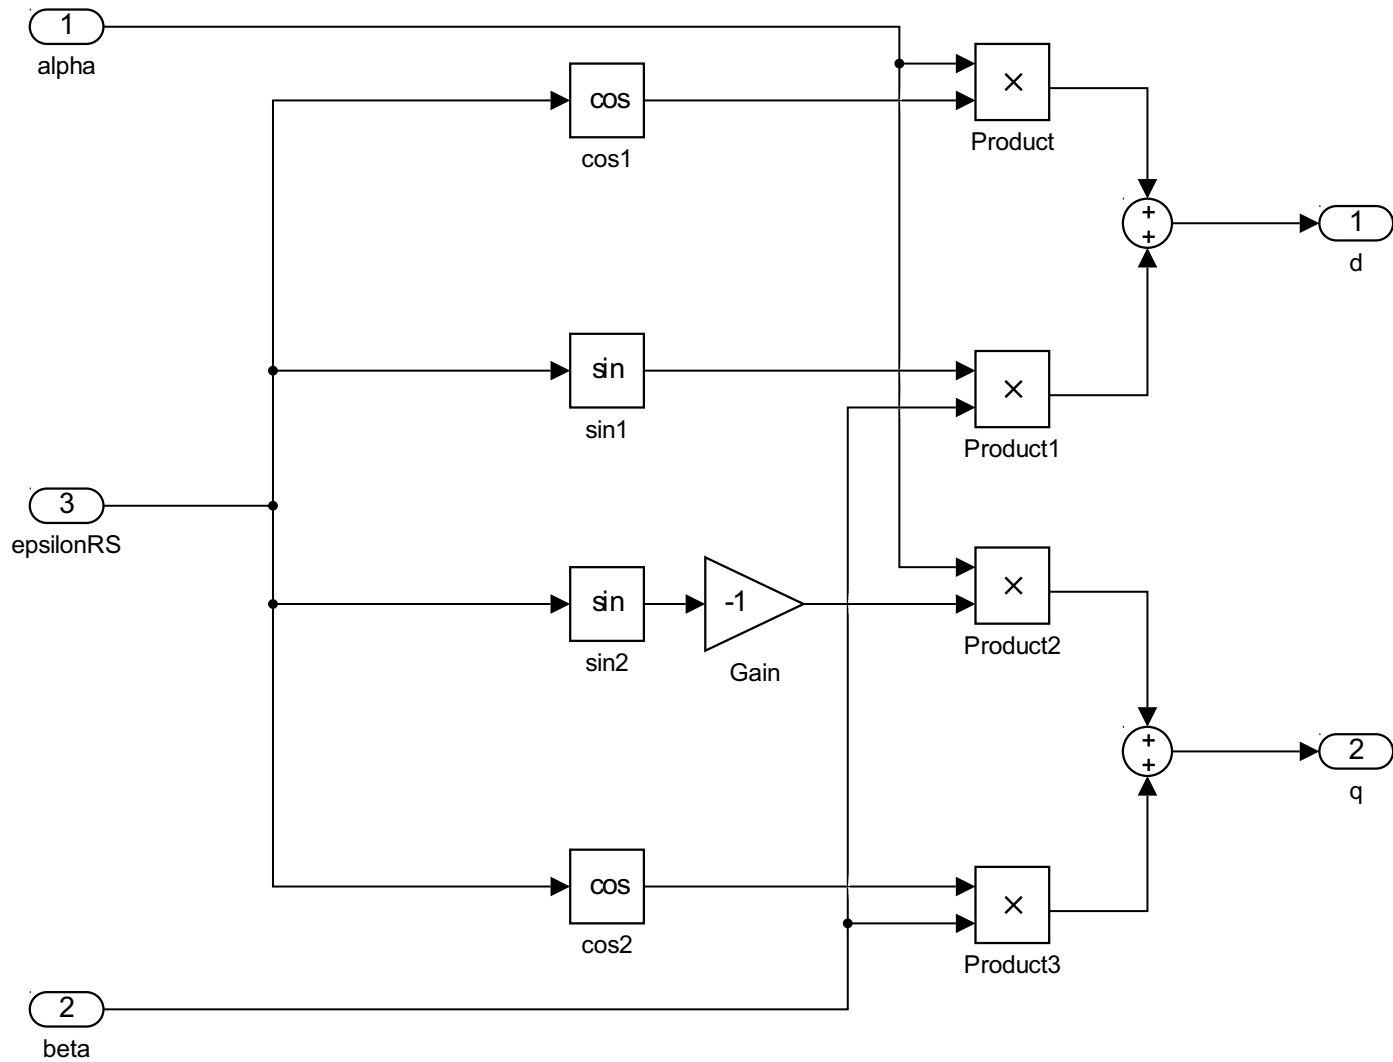 1
alpha
cos
cos1
×
Product
+
+
1
d
sin
sin1
×
Product1
3
epsilonRS
sin
sin2
-1
Gain
×
Product2
+
+
2
q
cos
cos2
×
Product3
2
beta